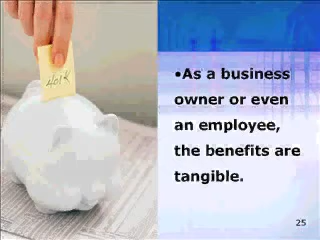 401K
•As a business
owner or even
an employee,
the benefits are
tangible.
25